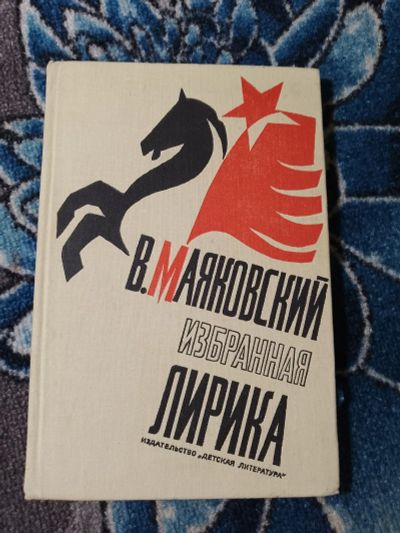 В. МАЯКОВСКИЙ
ИЗБРАННАЯ
ЛИРИКА
ИЗДАТЕЛЬСТВО „ДЕТСКАЯ ЛИТЕРАТУРА“